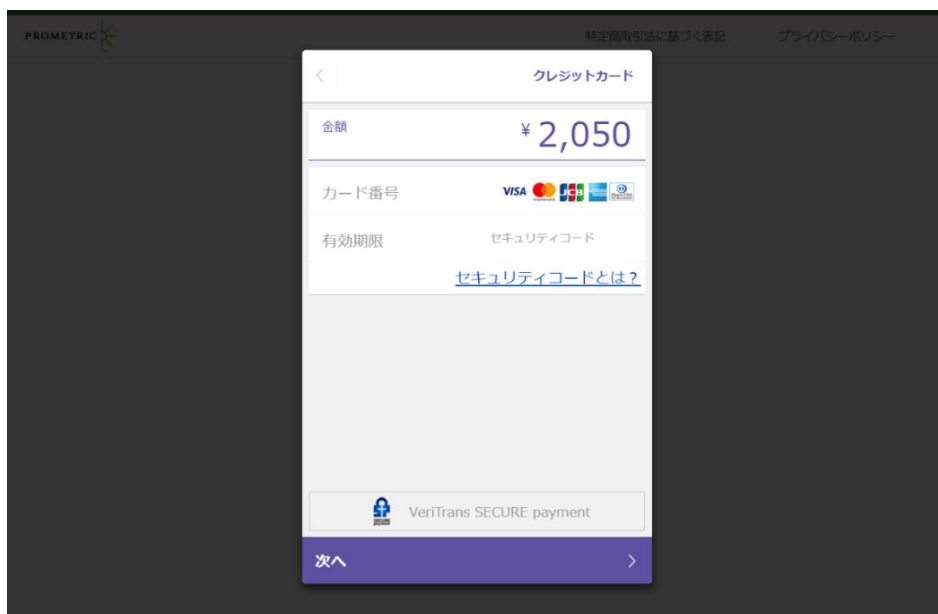 PROMETRIC
特定商取引法に基づく表記 プライバシーポリシー
クレジットカード
金額 ¥ 2,050
カード番号 VISA JCB
有効期限 セキュリティコード
セキュリティコードとは？
VeriTrans SECURE payment
次へ